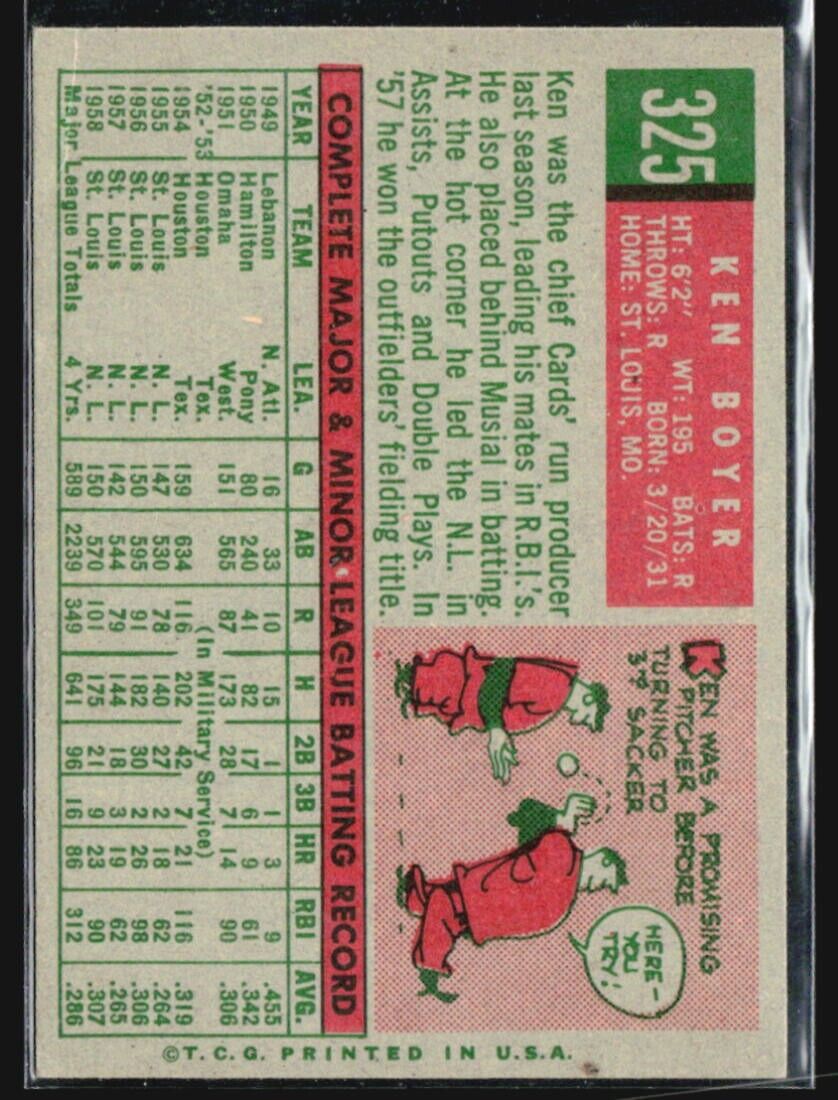 325
KEN BOYER
HT: 6'2" WT: 195 BATS: R
THROWS: R BORN: 3/20/31
HOME: ST. LOUIS, MO.
Ken was the chief Cards' run producer
last season, leading his mates in R.B.I.'s.
He also placed behind Musial in batting.
At the hot corner he led the N.L. in
Assists, Putouts and Double Plays. In
'57 he won the outfielders' fielding title.
KEN WAS A PROMISING
PITCHER BEFORE
TURNING TO
3rd SACKER
HERE-
YOU
TRY!
COMPLETE MAJOR & MINOR LEAGUE BATTING RECORD
YEAR TEAM LEA. G AB R H 2B 3B HR RBI AVG.
1949 Lebanon N. Atl. 16 33 10 15 1 1 3 9 .455
1950 Hamilton Pony 80 240 41 82 17 6 9 61 .342
1951 Omaha West. 151 565 87 173 28 7 14 90 .306
'52-'53 Houston Tex. (In Military Service)
1954 Houston Tex. 159 634 116 202 42 7 21 116 .319
1955 St. Louis N. L. 147 530 78 140 27 2 18 62 .264
1956 St. Louis N. L. 150 595 91 182 30 2 26 98 .306
1957 St. Louis N. L. 142 544 79 144 18 3 19 62 .265
1958 St. Louis N. L. 150 570 101 175 21 9 23 90 .307
Major League Totals 4 Yrs. 589 2239 349 641 96 16 86 312 .286
©T.C.G. PRINTED IN U.S.A.